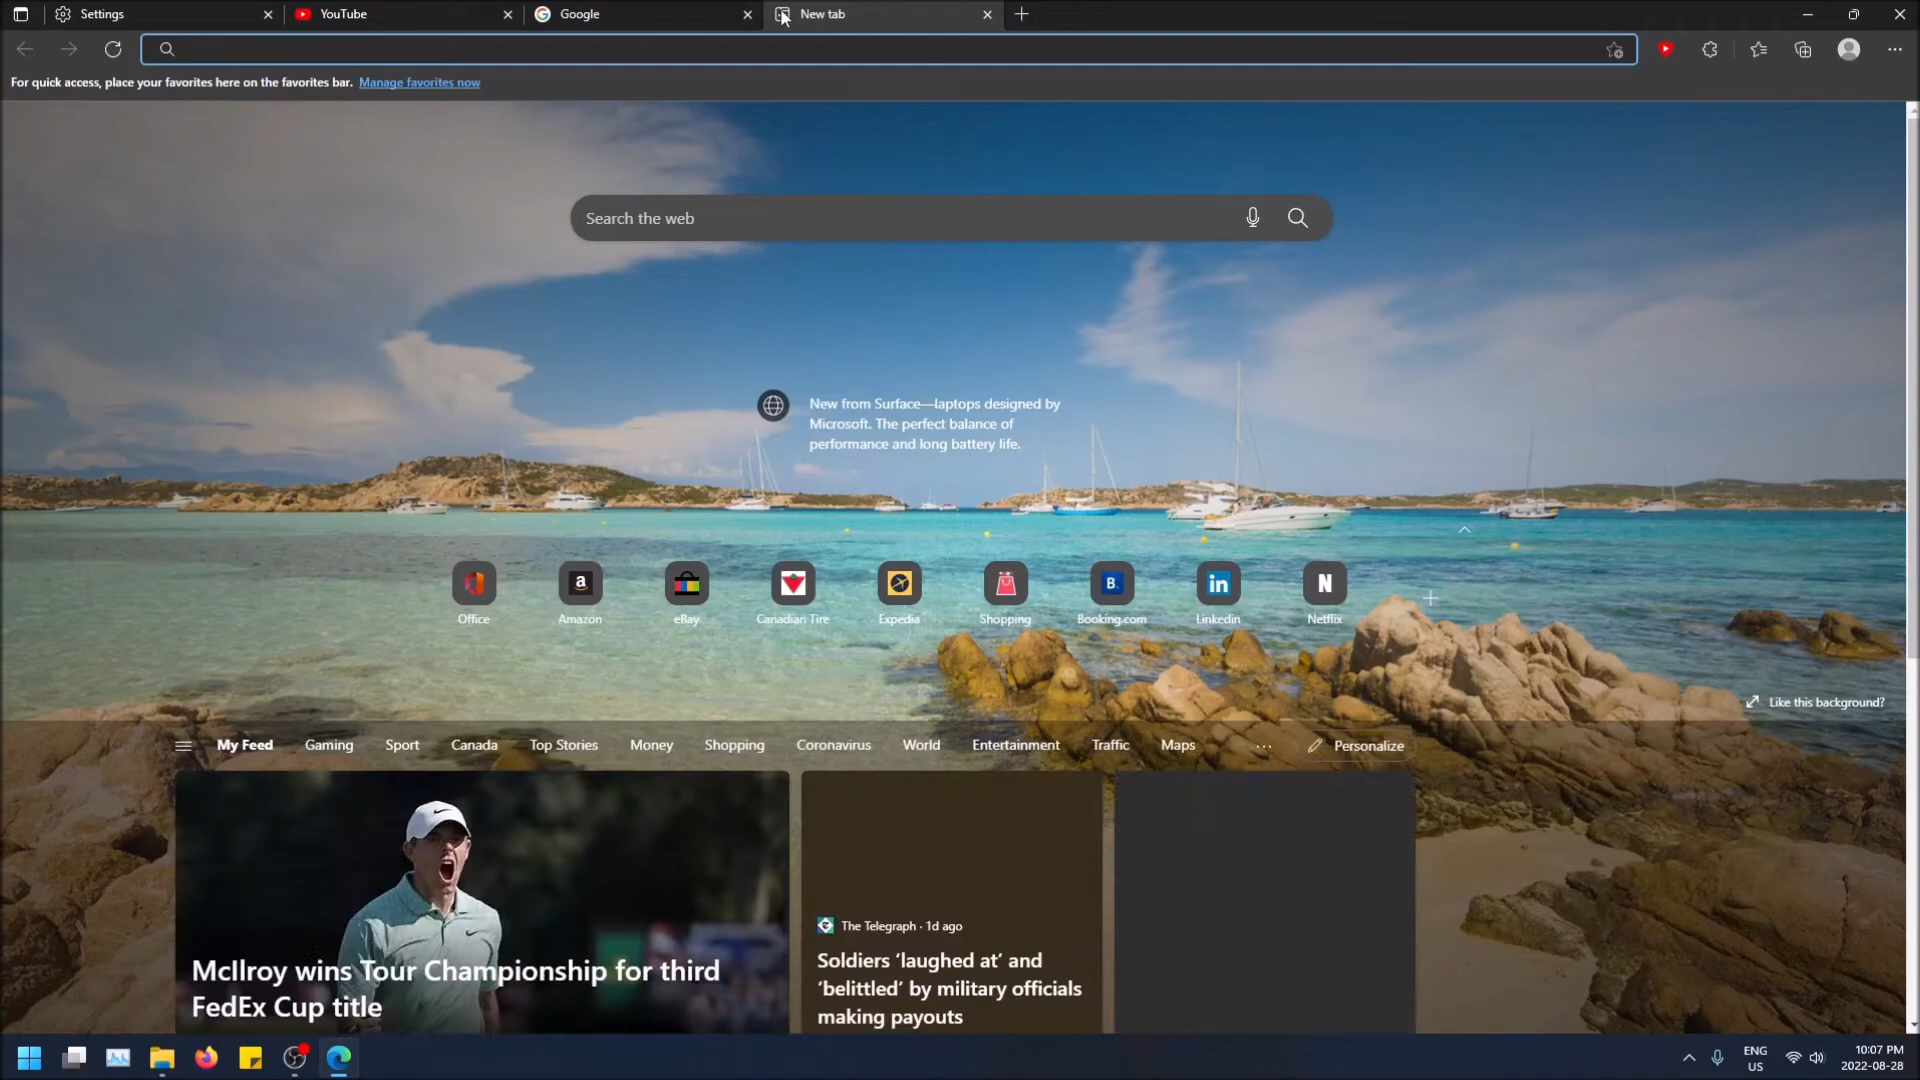 Settings
YouTube
Google
New tab
For quick access, place your favorites here on the favorites bar. Manage favorites now
Search the web
New from Surface—laptops designed by
Microsoft. The perfect balance of
performance and long battery life.
Office
a
Amazon
eBay
Canadian Tire
Expedia
Shopping
B.
Booking.com
in
Linkedin
N
Netflix
Like this background?
My Feed
Gaming
Sport
Canada
Top Stories
Money
Shopping
Coronavirus
World
Entertainment
Traffic
Maps
...
Personalize
McIlroy wins Tour Championship for third
FedEx Cup title
The Telegraph · 1d ago
Soldiers ‘laughed at’ and
‘belittled’ by military officials
making payouts
ENG
US
10:07 PM
2022-08-28